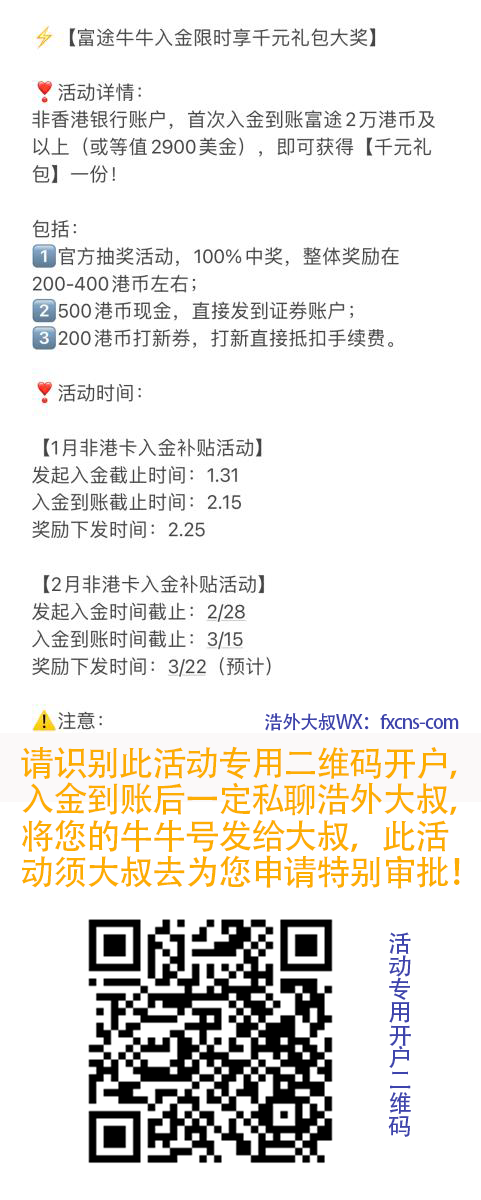 ⚡【富途牛牛入金限时享千元礼包大奖】
❣️活动详情：
非香港银行账户，首次入金到账富途2万港币及
以上（或等值2900美金），即可获得【千元礼
包】一份！
包括：
1️⃣官方抽奖活动，100%中奖，整体奖励在
200-400港币左右；
2️⃣500港币现金，直接发到证券账户；
3️⃣200港币打新券，打新直接抵扣手续费。
❣️活动时间：
【1月非港卡入金补贴活动】
发起入金截止时间：1.31
入金到账截止时间：2.15
奖励下发时间：2.25
【2月非港卡入金补贴活动】
发起入金时间截止：2/28
入金到账时间截止：3/15
奖励下发时间：3/22（预计）
⚠️注意：
浩外大叔WX：fxcns-com
请识别此活动专用二维码开户,
入金到账后一定私聊浩外大叔,
将您的牛牛号发给大叔，此活
动须大叔去为您申请特别审批！
活动专用开户二维码